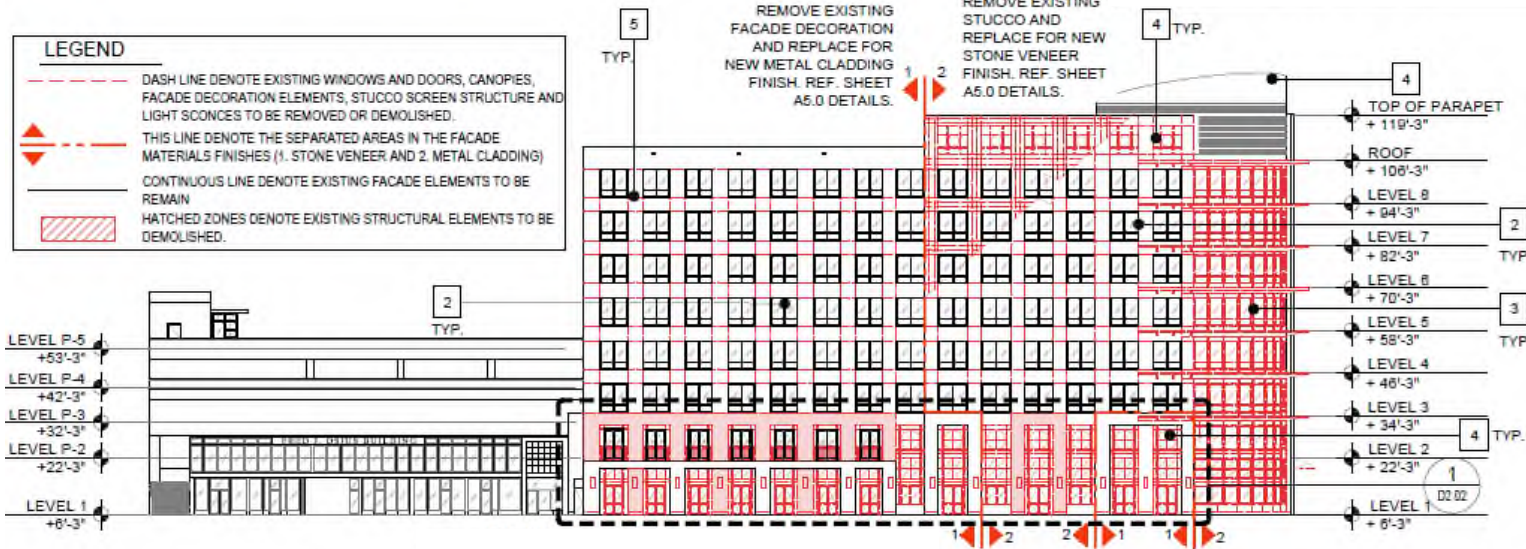 LEGEND
DASH LINE DENOTE EXISTING WINDOWS AND DOORS, CANOPIES,
FACADE DECORATION ELEMENTS, STUCCO SCREEN STRUCTURE AND
LIGHT SCONCES TO BE REMOVED OR DEMOLISHED.
THIS LINE DENOTE THE SEPARATED AREAS IN THE FACADE
MATERIALS FINISHES (1. STONE VENEER AND 2. METAL CLADDING)
CONTINUOUS LINE DENOTE EXISTING FACADE ELEMENTS TO BE
REMAIN
HATCHED ZONES DENOTE EXISTING STRUCTURAL ELEMENTS TO BE
DEMOLISHED.
5
TYP.
REMOVE EXISTING
FACADE DECORATION
AND REPLACE FOR
NEW METAL CLADDING
FINISH. REF. SHEET
A5.0 DETAILS.
1 2
REMOVE EXISTING
STUCCO AND
REPLACE FOR NEW
STONE VENEER
FINISH. REF. SHEET
A5.0 DETAILS.
4
TYP.
4
TOP OF PARAPET
+ 119'-3"
ROOF
+ 106'-3"
LEVEL 8
+ 94'-3"
2
TYP
LEVEL 7
+ 82'-3"
LEVEL 6
+ 70'-3"
3
TYP
LEVEL 5
+ 58'-3"
LEVEL 4
+ 46'-3"
LEVEL 3
+ 34'-3"
4
TYP.
LEVEL 2
+ 22'-3"
1
D2.02
LEVEL 1
+ 6'-3"
2
TYP.
LEVEL P-5
+53'-3"
LEVEL P-4
+42'-3"
LEVEL P-3
+32'-3"
LEVEL P-2
+22'-3"
LEVEL 1
+6'-3"
BUILDING
1 2
2 1
1 2